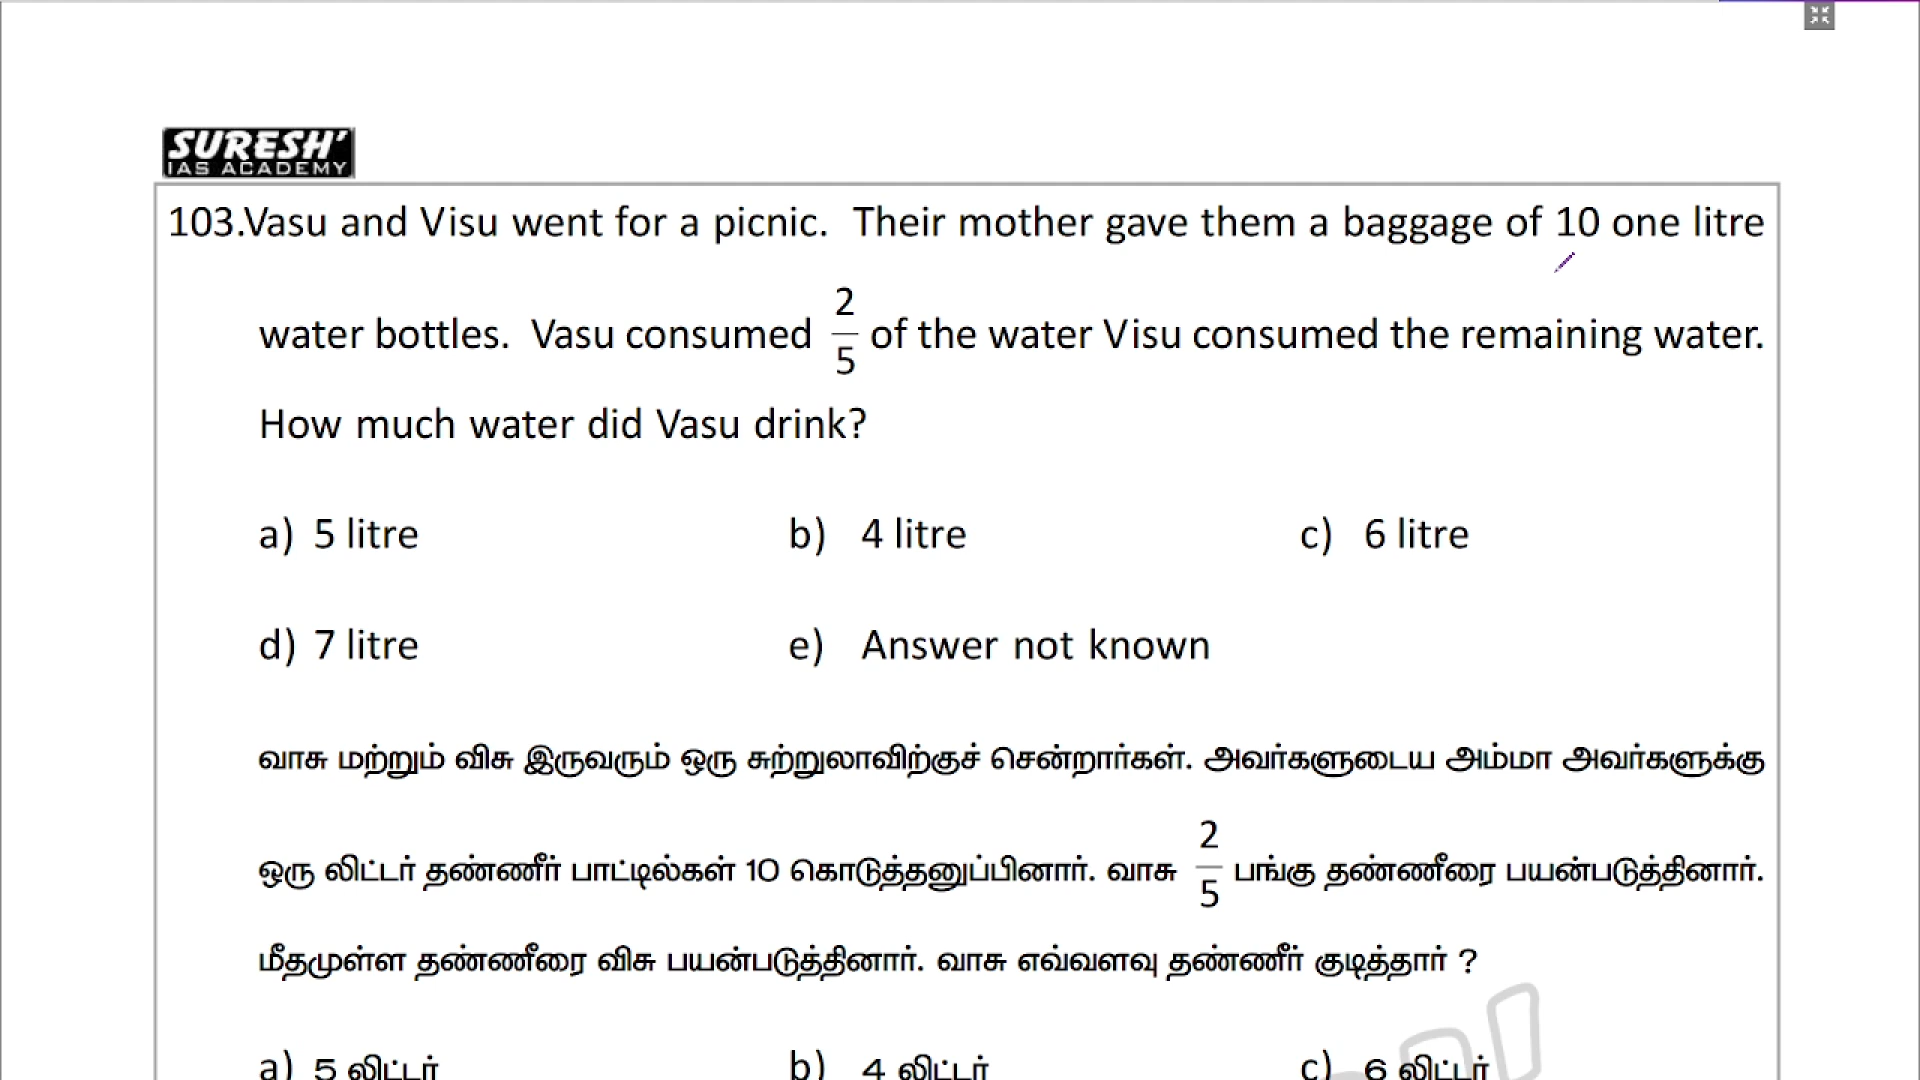 SURESH'
IAS ACADEMY
103.Vasu and Visu went for a picnic. Their mother gave them a baggage of 10 one litre
water bottles. Vasu consumed 2/5 of the water Visu consumed the remaining water.
How much water did Vasu drink?
a) 5 litre b) 4 litre c) 6 litre
d) 7 litre e) Answer not known
வாசு மற்றும் விசு இருவரும் ஒரு சுற்றுலாவிற்குச் சென்றார்கள். அவர்களுடைய அம்மா அவர்களுக்கு
ஒரு லிட்டர் தண்ணீர் பாட்டில்கள் 10 கொடுத்தனுப்பினார். வாசு 2/5 பங்கு தண்ணீரை பயன்படுத்தினார்.
மீதமுள்ள தண்ணீரை விசு பயன்படுத்தினார். வாசு எவ்வளவு தண்ணீர் குடித்தார் ?
a) 5 லிட்டர் b) 4 லிட்டர் c) 6 லிட்டர்